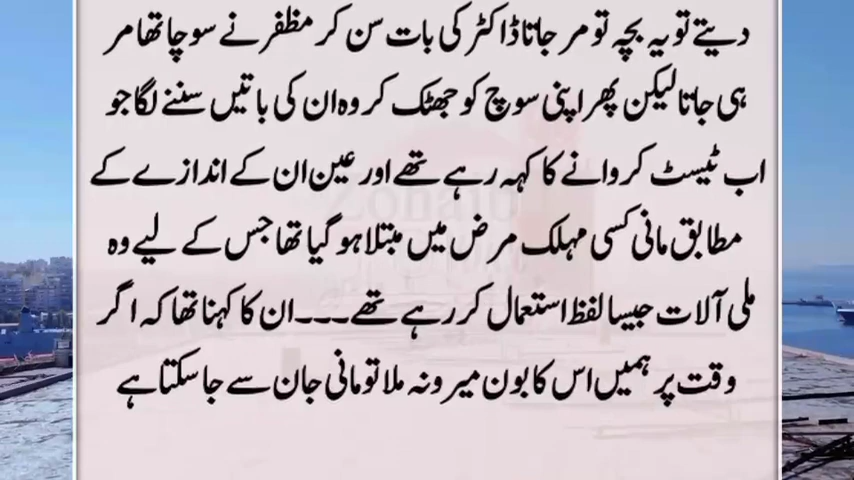 دیتے تو یہ بچہ تو مر جاتا ڈاکٹر کی بات سن کر مظفر نے سوچا تھا مر
ہی جاتا لیکن پھر اپنی سوچ کو جھٹک کر وہ ان کی باتیں سننے لگا جو
اب ٹیسٹ کروانے کا کہہ رہے تھے اور عین ان کے اندازے کے
مطابق مانی کسی مہلک مرض میں مبتلا ہو گیا تھا جس کے لیے وہ
ملی آلات جیسا لفظ استعمال کر رہے تھے۔۔۔ ان کا کہنا تھا کہ اگر
وقت پر ہمیں اس کا بون میرو نہ ملا تو مانی جان سے جا سکتا ہے